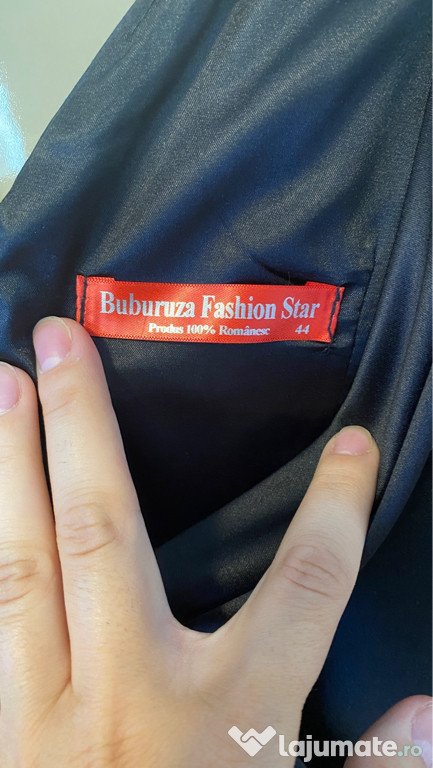 Buburuza Fashion Star
Produs 100% Românesc 44
lajumate.ro